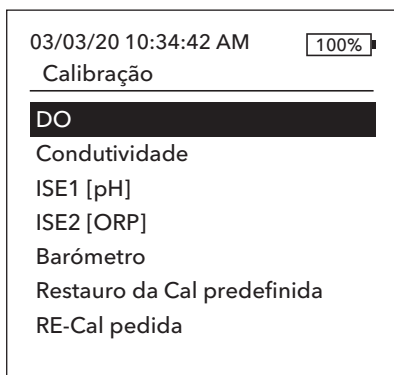 03/03/20 10:34:42 AM 100%
Calibração
DO
Condutividade
ISE1 [pH]
ISE2 [ORP]
Barómetro
Restauro da Cal predefinida
RE-Cal pedida